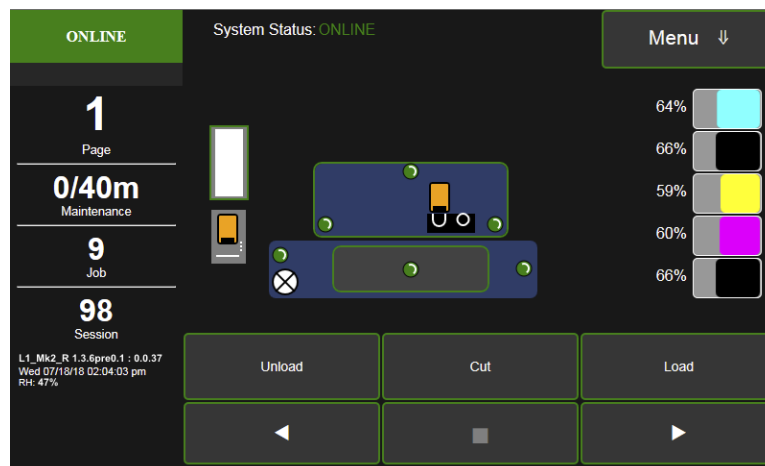 ONLINE
System Status: ONLINE
Menu ⇓
1
Page
0/40m
Maintenance
9
Job
98
Session
L1_Mk2_R 1.3.6pre0.1 : 0.0.37
Wed 07/18/18 02:04:03 pm
RH: 47%
64%
66%
59%
60%
66%
Unload
Cut
Load